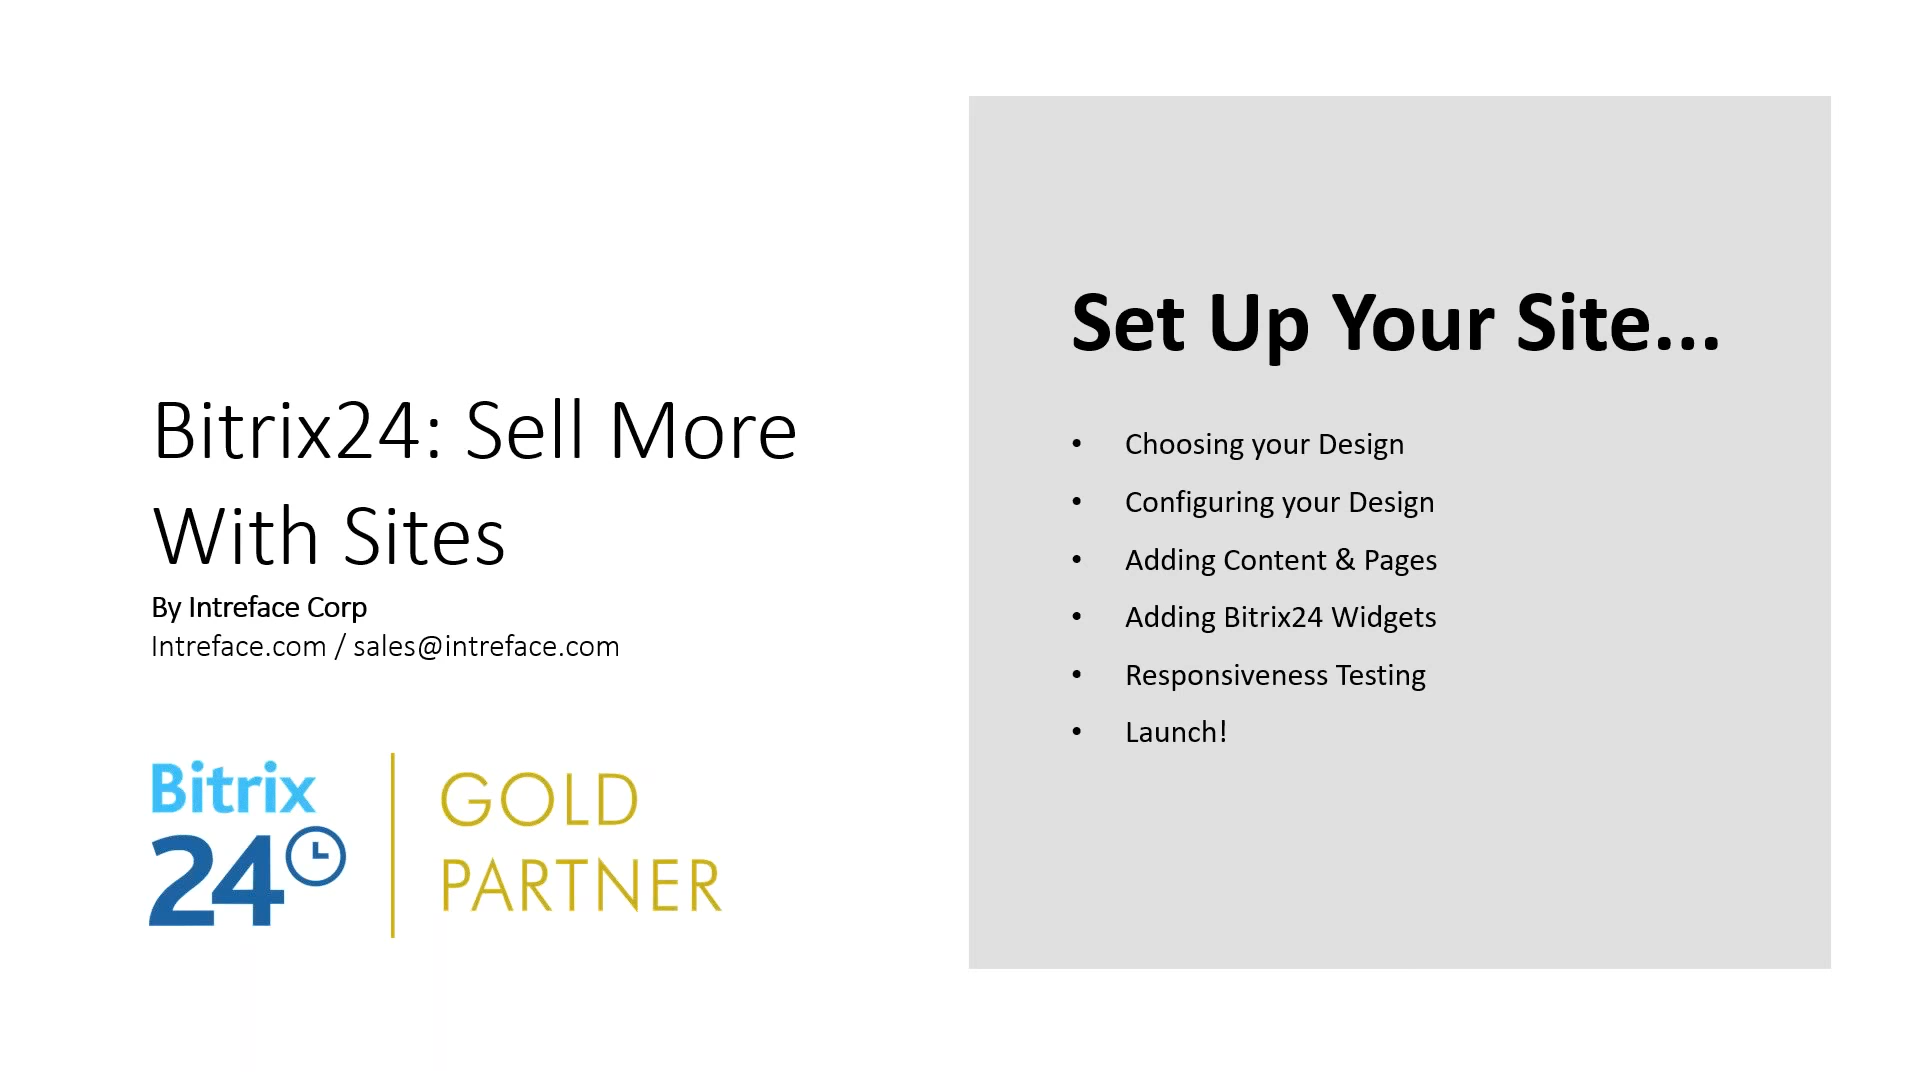 Bitrix24: Sell More
With Sites
By Intreface Corp
Intreface.com / sales@intreface.com
Bitrix
24
GOLD
PARTNER
Set Up Your Site...
• Choosing your Design
• Configuring your Design
• Adding Content & Pages
• Adding Bitrix24 Widgets
• Responsiveness Testing
• Launch!